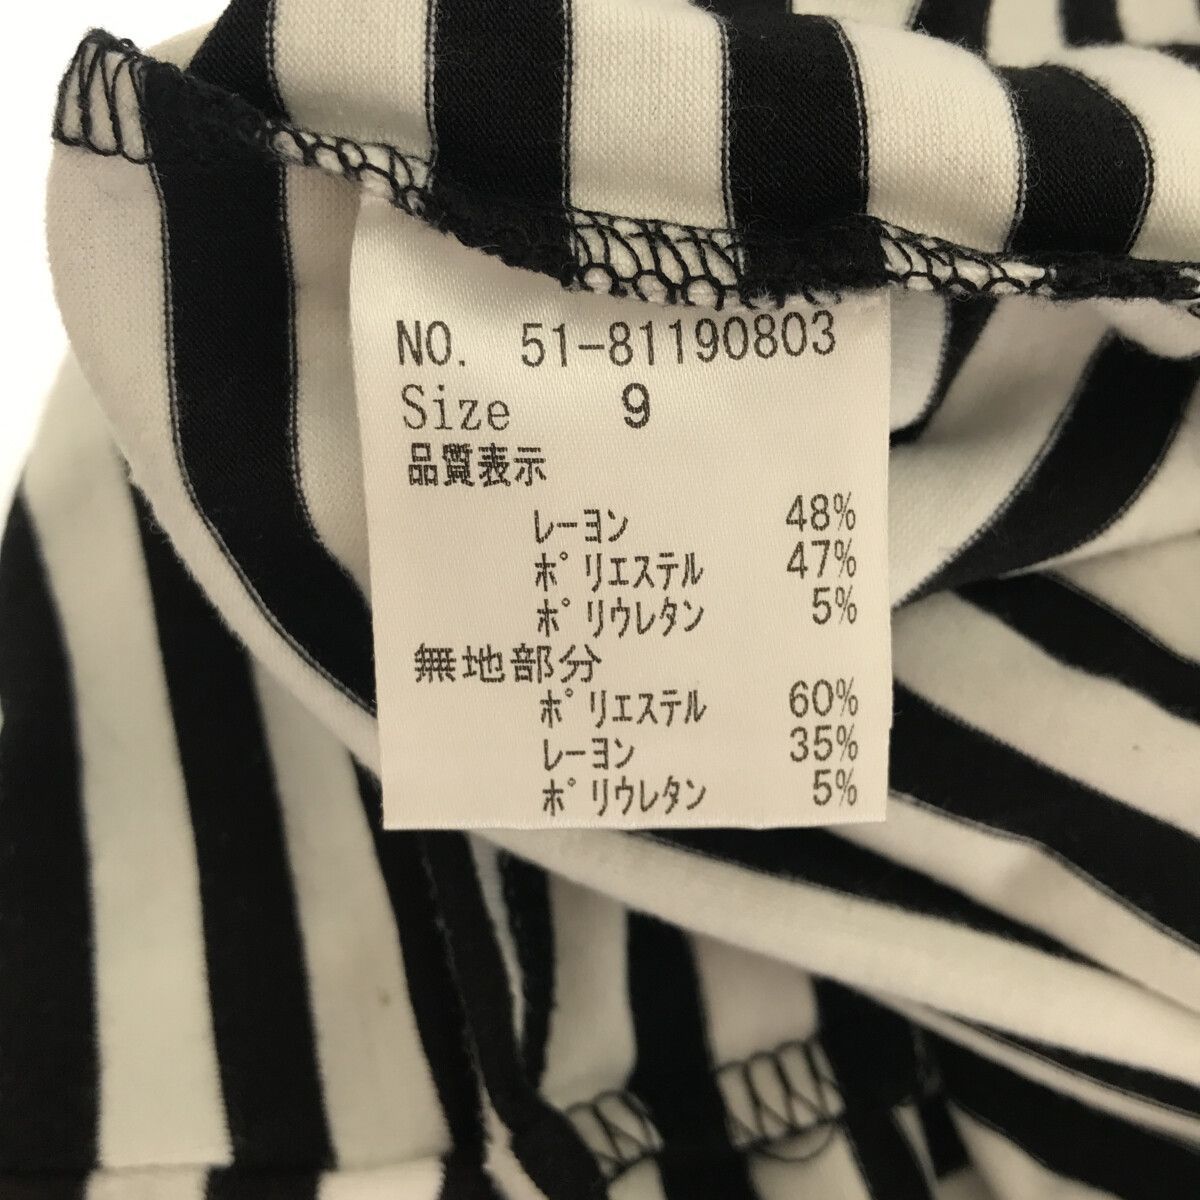 NO. 51-81190803
Size 9
品質表示
レーヨン 48%
ポリエステル 47%
ポリウレタン 5%
無地部分
ポリエステル 60%
レーヨン 35%
ポリウレタン 5%